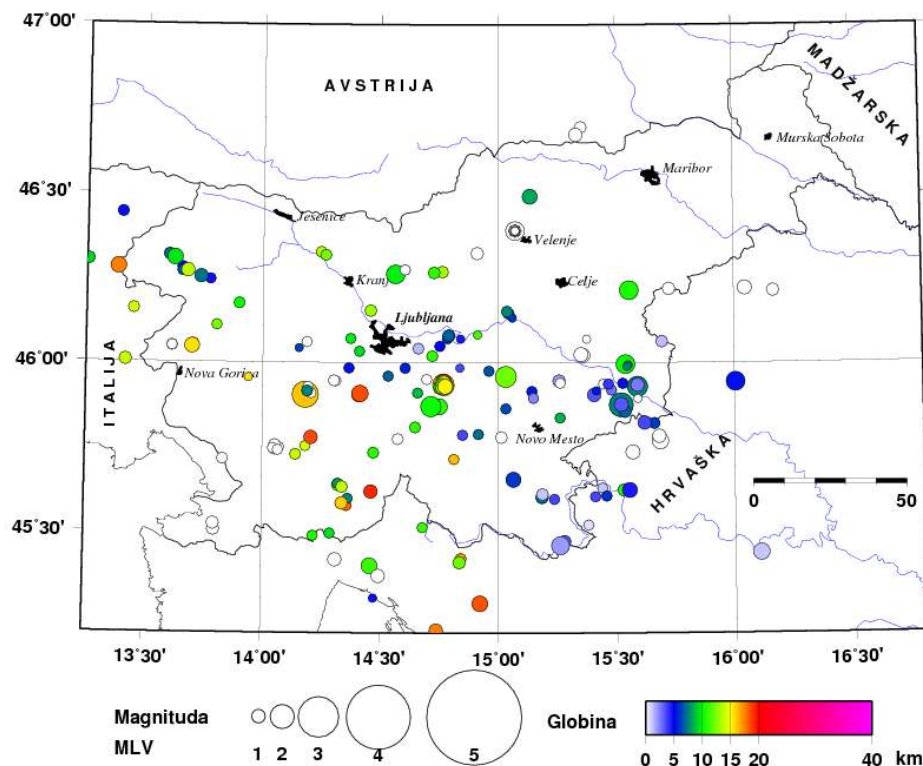 47˚00'
46˚30'
46˚00'
45˚30'
AVSTRIJA
MADŽARSKA
Murska Sobota
Maribor
Jesenice
Velenje
Kranj
Celje
Ljubljana
ITALIJA
Nova Gorica
Novo Mesto
HRVAŠKA
0 50
13˚30' 14˚00' 14˚30' 15˚00' 15˚30' 16˚00' 16˚30'
Magnituda
MLV
1 2 3 4 5
Globina
0 5 10 15 20 40 km